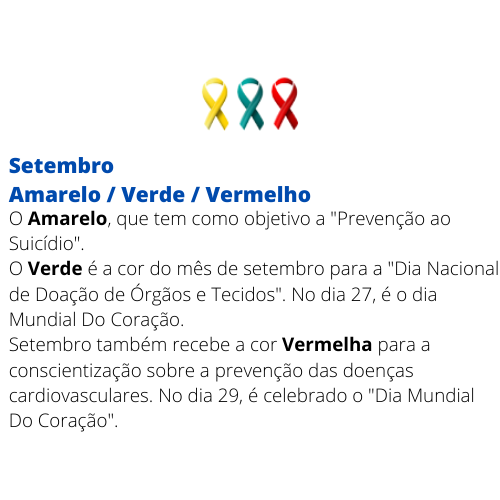 Setembro
Amarelo / Verde / Vermelho
O Amarelo, que tem como objetivo a "Prevenção ao
Suicídio".
O Verde é a cor do mês de setembro para a "Dia Nacional
de Doação de Órgãos e Tecidos". No dia 27, é o dia
Mundial Do Coração.
Setembro também recebe a cor Vermelha para a
conscientização sobre a prevenção das doenças
cardiovasculares. No dia 29, é celebrado o "Dia Mundial
Do Coração".